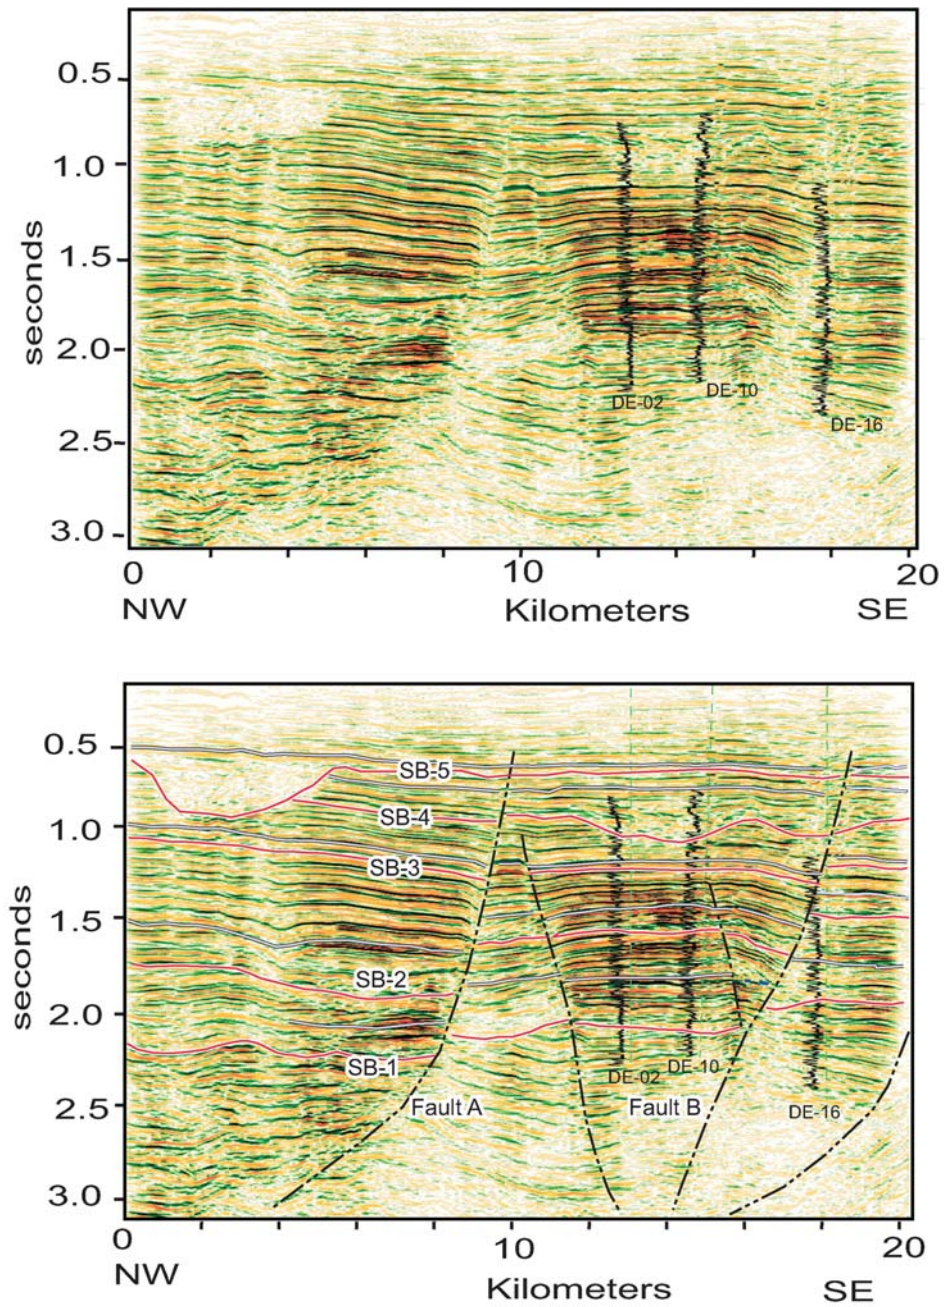 0.5
1.0
1.5
2.0
2.5
3.0
seconds
DE-02
DE-10
DE-16
0
10
20
NW
Kilometers
SE
0.5
1.0
1.5
2.0
2.5
3.0
seconds
SB-5
SB-4
SB-3
SB-2
SB-1
DE-02
DE-10
Fault A
Fault B
DE-16
0
10
20
NW
Kilometers
SE